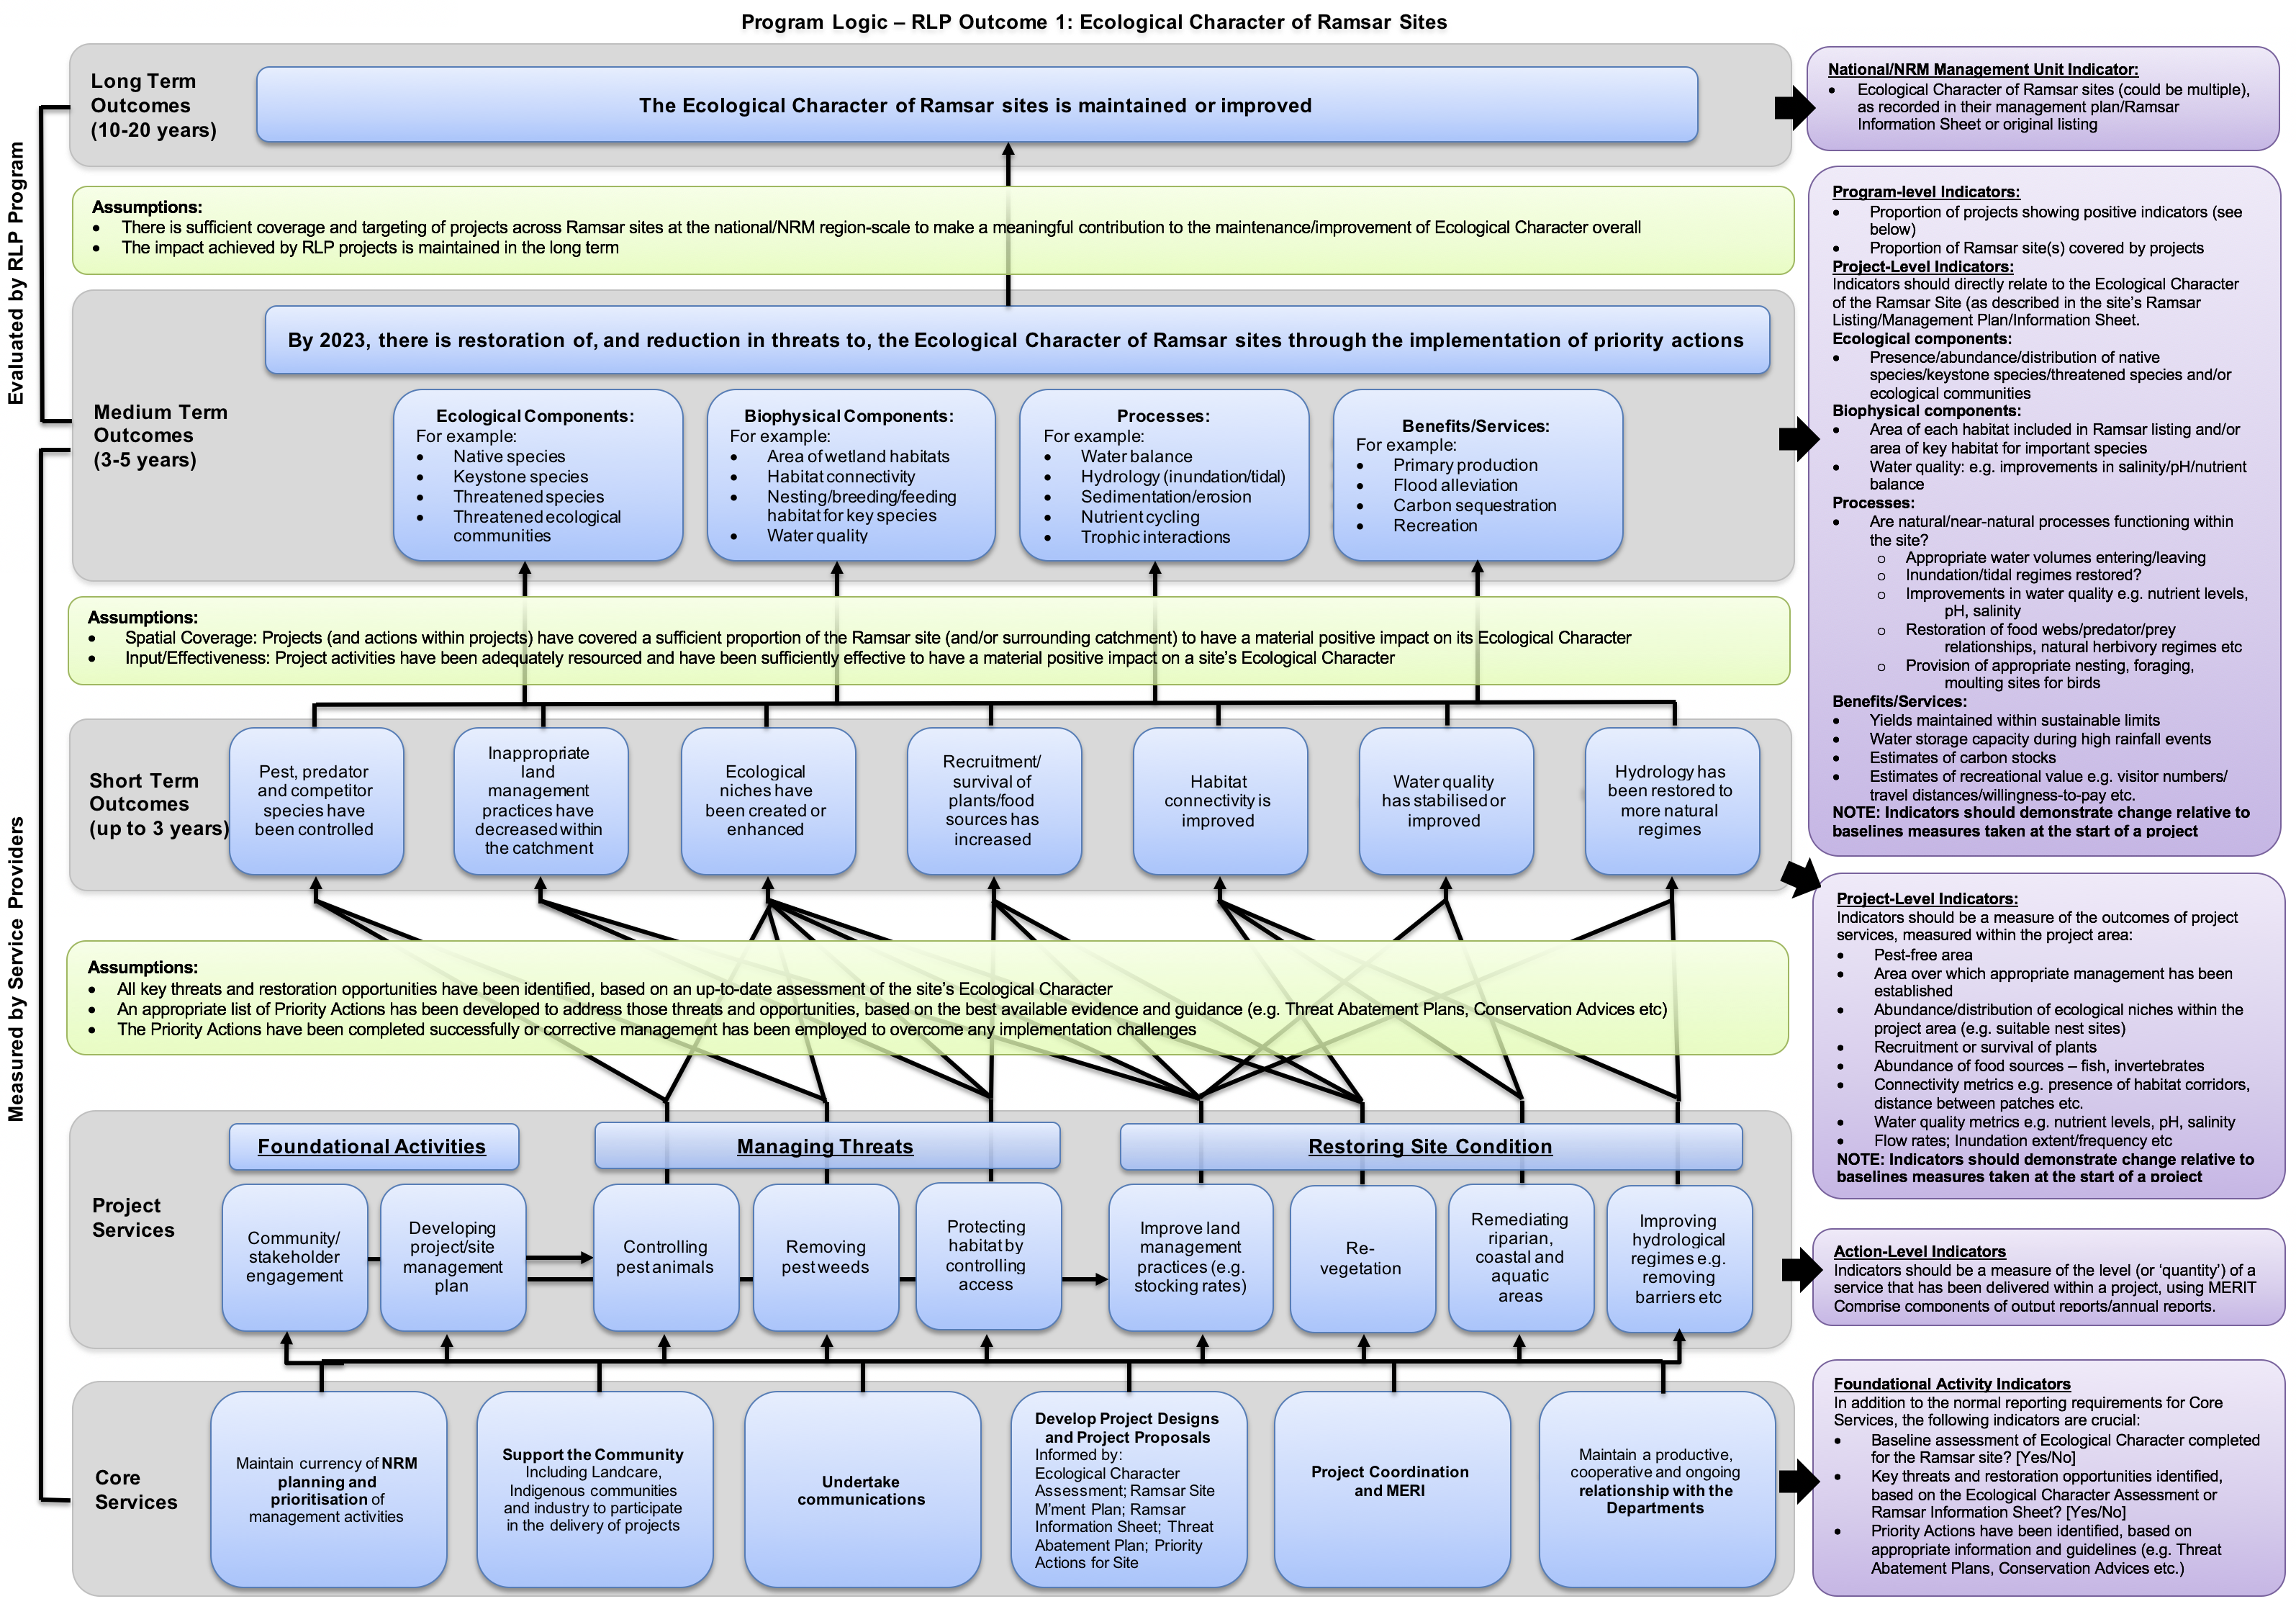 Program Logic – RLP Outcome 1: Ecological Character of Ramsar Sites
Long Term
Outcomes
(10-20 years)
The Ecological Character of Ramsar sites is maintained or improved
National/NRM Management Unit Indicator:
• Ecological Character of Ramsar sites (could be multiple),
as recorded in their management plan/Ramsar
Information Sheet or original listing
Evaluated by RLP Program
Assumptions:
• There is sufficient coverage and targeting of projects across Ramsar sites at the national/NRM region-scale to make a meaningful contribution to the maintenance/improvement of Ecological Character overall
• The impact achieved by RLP projects is maintained in the long term
Medium Term
Outcomes
(3-5 years)
By 2023, there is restoration of, and reduction in threats to, the Ecological Character of Ramsar sites through the implementation of priority actions
Ecological Components:
For example:
• Native species
• Keystone species
• Threatened species
• Threatened ecological
communities
Biophysical Components:
For example:
• Area of wetland habitats
• Habitat connectivity
• Nesting/breeding/feeding
habitat for key species
• Water quality
Processes:
For example:
• Water balance
• Hydrology (inundation/tidal)
• Sedimentation/erosion
• Nutrient cycling
• Trophic interactions
Benefits/Services:
For example:
• Primary production
• Flood alleviation
• Carbon sequestration
• Recreation
Program-level Indicators:
• Proportion of projects showing positive indicators (see
below)
• Proportion of Ramsar site(s) covered by projects
Project-Level Indicators:
Indicators should directly relate to the Ecological Character
of the Ramsar Site (as described in the site's Ramsar
Listing/Management Plan/Information Sheet.
Ecological components:
• Presence/abundance/distribution of native
species/keystone species/threatened species and/or
ecological communities
Biophysical components:
• Area of each habitat included in Ramsar listing and/or
area of key habitat for important species
• Water quality: e.g. improvements in salinity/pH/nutrient
balance
Processes:
• Are natural/near-natural processes functioning within
the site?
o Appropriate water volumes entering/leaving
o Inundation/tidal regimes restored?
o Improvements in water quality e.g. nutrient levels,
pH, salinity
o Restoration of food webs/predator/prey
relationships, natural herbivory regimes etc
o Provision of appropriate nesting, foraging,
moulting sites for birds
Benefits/Services:
• Yields maintained within sustainable limits
• Water storage capacity during high rainfall events
• Estimates of carbon stocks
• Estimates of recreational value e.g. visitor numbers/
travel distances/willingness-to-pay etc.
NOTE: Indicators should demonstrate change relative to
baselines measures taken at the start of a project
Measured by Service Providers
Assumptions:
• Spatial Coverage: Projects (and actions within projects) have covered a sufficient proportion of the Ramsar site (and/or surrounding catchment) to have a material positive impact on its Ecological Character
• Input/Effectiveness: Project activities have been adequately resourced and have been sufficiently effective to have a material positive impact on a site's Ecological Character
Short Term
Outcomes
(up to 3 years)
Pest, predator
and competitor
species have
been controlled
Inappropriate
land
management
practices have
decreased within
the catchment
Ecological
niches have
been created or
enhanced
Recruitment/
survival of
plants/food
sources has
increased
Habitat
connectivity is
improved
Water quality
has stabilised or
improved
Hydrology has
been restored to
more natural
regimes
Project-Level Indicators:
Indicators should be a measure of the outcomes of project
services, measured within the project area:
• Pest-free area
• Area over which appropriate management has been
established
• Abundance/distribution of ecological niches within the
project area (e.g. suitable nest sites)
• Recruitment or survival of plants
• Abundance of food sources – fish, invertebrates
• Connectivity metrics e.g. presence of habitat corridors,
distance between patches etc.
• Water quality metrics e.g. nutrient levels, pH, salinity
• Flow rates; Inundation extent/frequency etc
NOTE: Indicators should demonstrate change relative to
baselines measures taken at the start of a project
Assumptions:
• All key threats and restoration opportunities have been identified, based on an up-to-date assessment of the site's Ecological Character
• An appropriate list of Priority Actions has been developed to address those threats and opportunities, based on the best available evidence and guidance (e.g. Threat Abatement Plans, Conservation Advices etc)
• The Priority Actions have been completed successfully or corrective management has been employed to overcome any implementation challenges
Project
Services
Foundational Activities
Managing Threats
Restoring Site Condition
Community/
stakeholder
engagement
Developing
project/site
management
plan
Controlling
pest animals
Removing
pest weeds
Protecting
habitat by
controlling
access
Improve land
management
practices (e.g.
stocking rates)
Re-
vegetation
Remediating
riparian,
coastal and
aquatic
areas
Improving
hydrological
regimes e.g.
removing
barriers etc
Action-Level Indicators
Indicators should be a measure of the level (or 'quantity') of a
service that has been delivered within a project, using MERIT
Comprise components of output reports/annual reports.
Core
Services
Maintain currency of NRM
planning and
prioritisation of
management activities
Support the Community
Including Landcare,
Indigenous communities
and industry to participate
in the delivery of projects
Undertake
communications
Develop Project Designs
and Project Proposals
Informed by:
Ecological Character
Assessment; Ramsar Site
M'ment Plan; Ramsar
Information Sheet; Threat
Abatement Plan; Priority
Actions for Site
Project Coordination
and MERI
Maintain a productive,
cooperative and ongoing
relationship with the
Departments
Foundational Activity Indicators
In addition to the normal reporting requirements for Core
Services, the following indicators are crucial:
• Baseline assessment of Ecological Character completed
for the Ramsar site? [Yes/No]
• Key threats and restoration opportunities identified,
based on the Ecological Character Assessment or
Ramsar Information Sheet? [Yes/No]
• Priority Actions have been identified, based on
appropriate information and guidelines (e.g. Threat
Abatement Plans, Conservation Advices etc.)